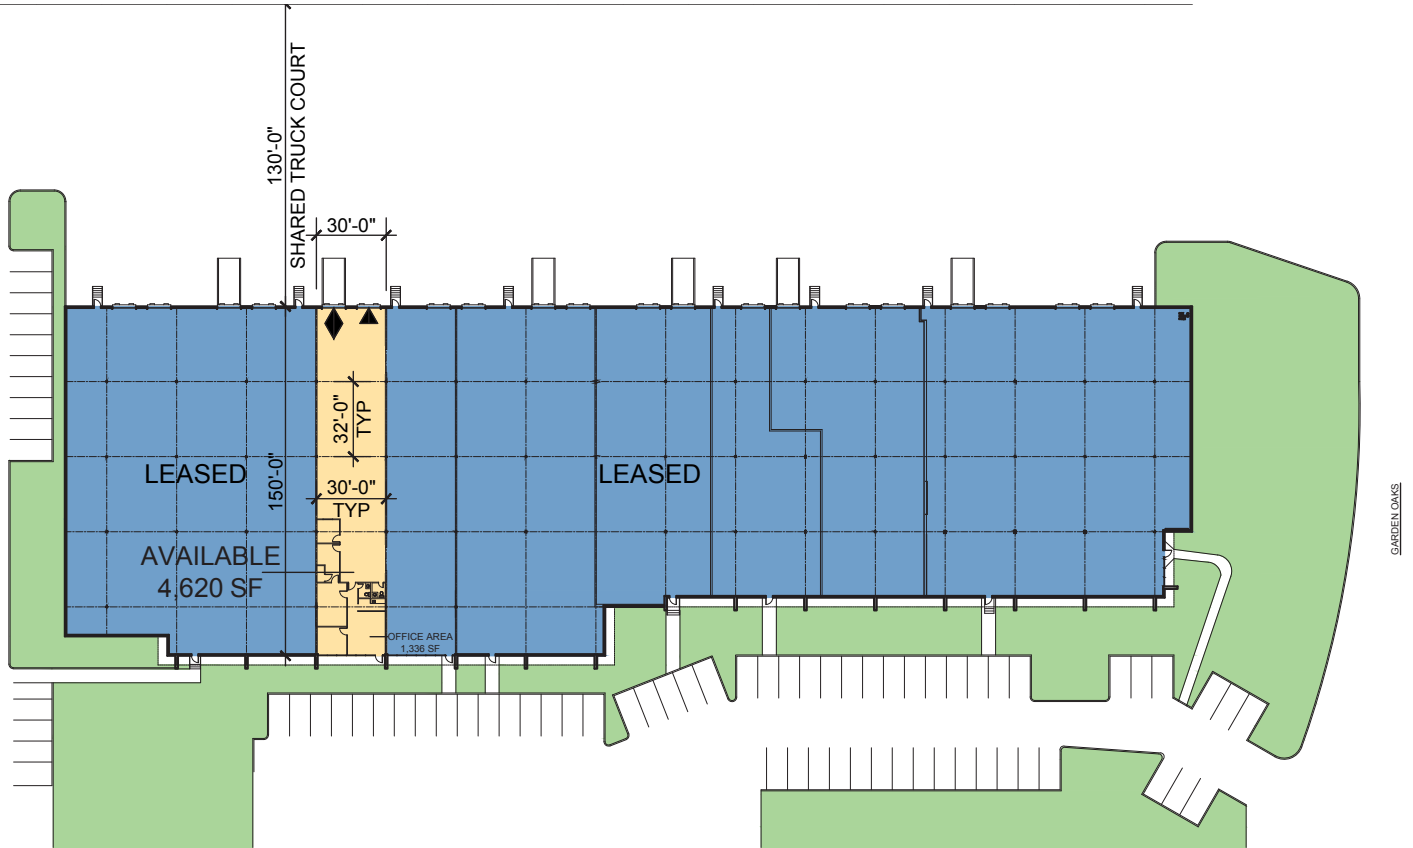 130'-0"
SHARED TRUCK COURT
30'-0"
32'-0"
TYP
LEASED
150'-0"
30'-0"
TYP
LEASED
AVAILABLE
4,620 SF
OFFICE AREA
1,336 SF
GARDEN OAKS